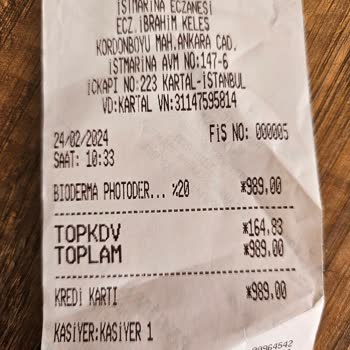 İSTMARİNA ECZANESİ
ECZ.İBRAHİM KELES
KORDONBOYU MAH.ANKARA CAD.
İSTMARİNA AVM NO:147-6
İCKAPI NO:223 KARTAL-İSTANBUL
VD:KARTAL VN:31147595814
24/02/2024 FİS NO: 000005
SAAT: 10:33
BIODERMA PHOTODER... %20 *989,00
TOPKDV *164,83
TOPLAM *989,00
KREDİ KARTI *989,00
KASİYER:KASİYER 1